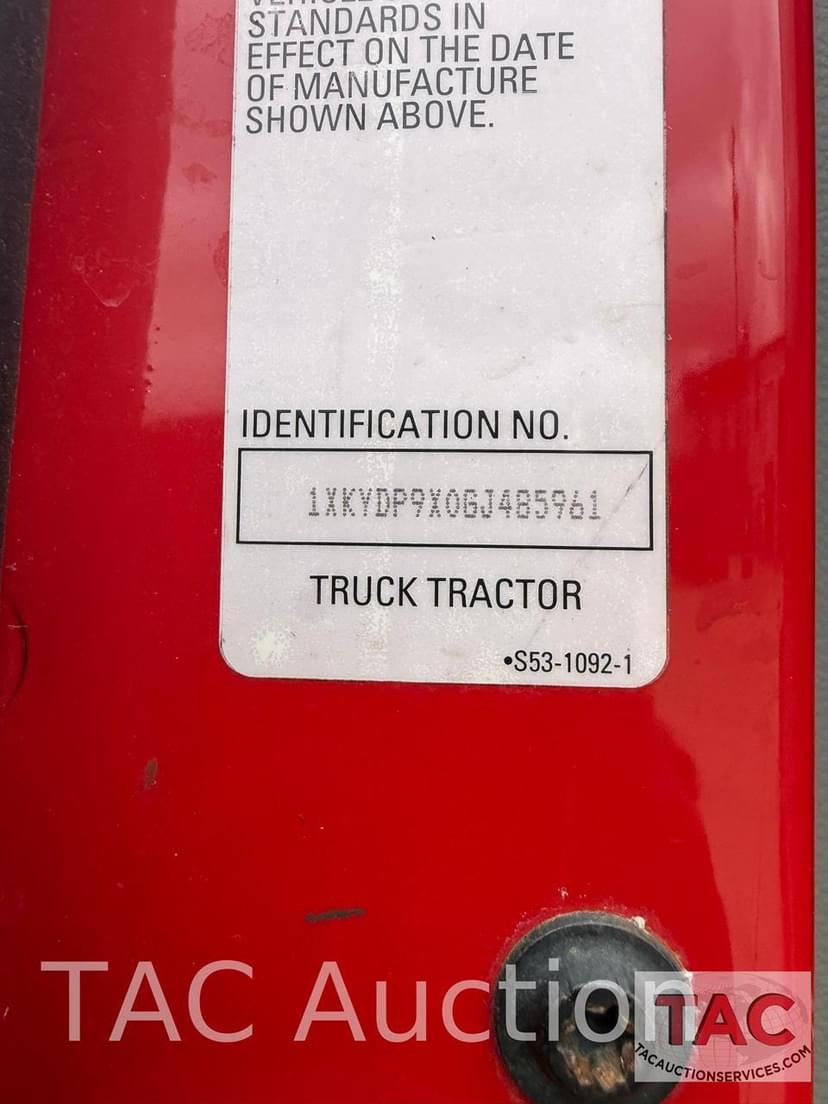 STANDARDS IN
EFFECT ON THE DATE
OF MANUFACTURE
SHOWN ABOVE.
IDENTIFICATION NO.
1XKYDP9X0GJ485961
TRUCK TRACTOR
•S53-1092-1
TAC Auction
TAC
TACAUCTIONSERVICES.COM